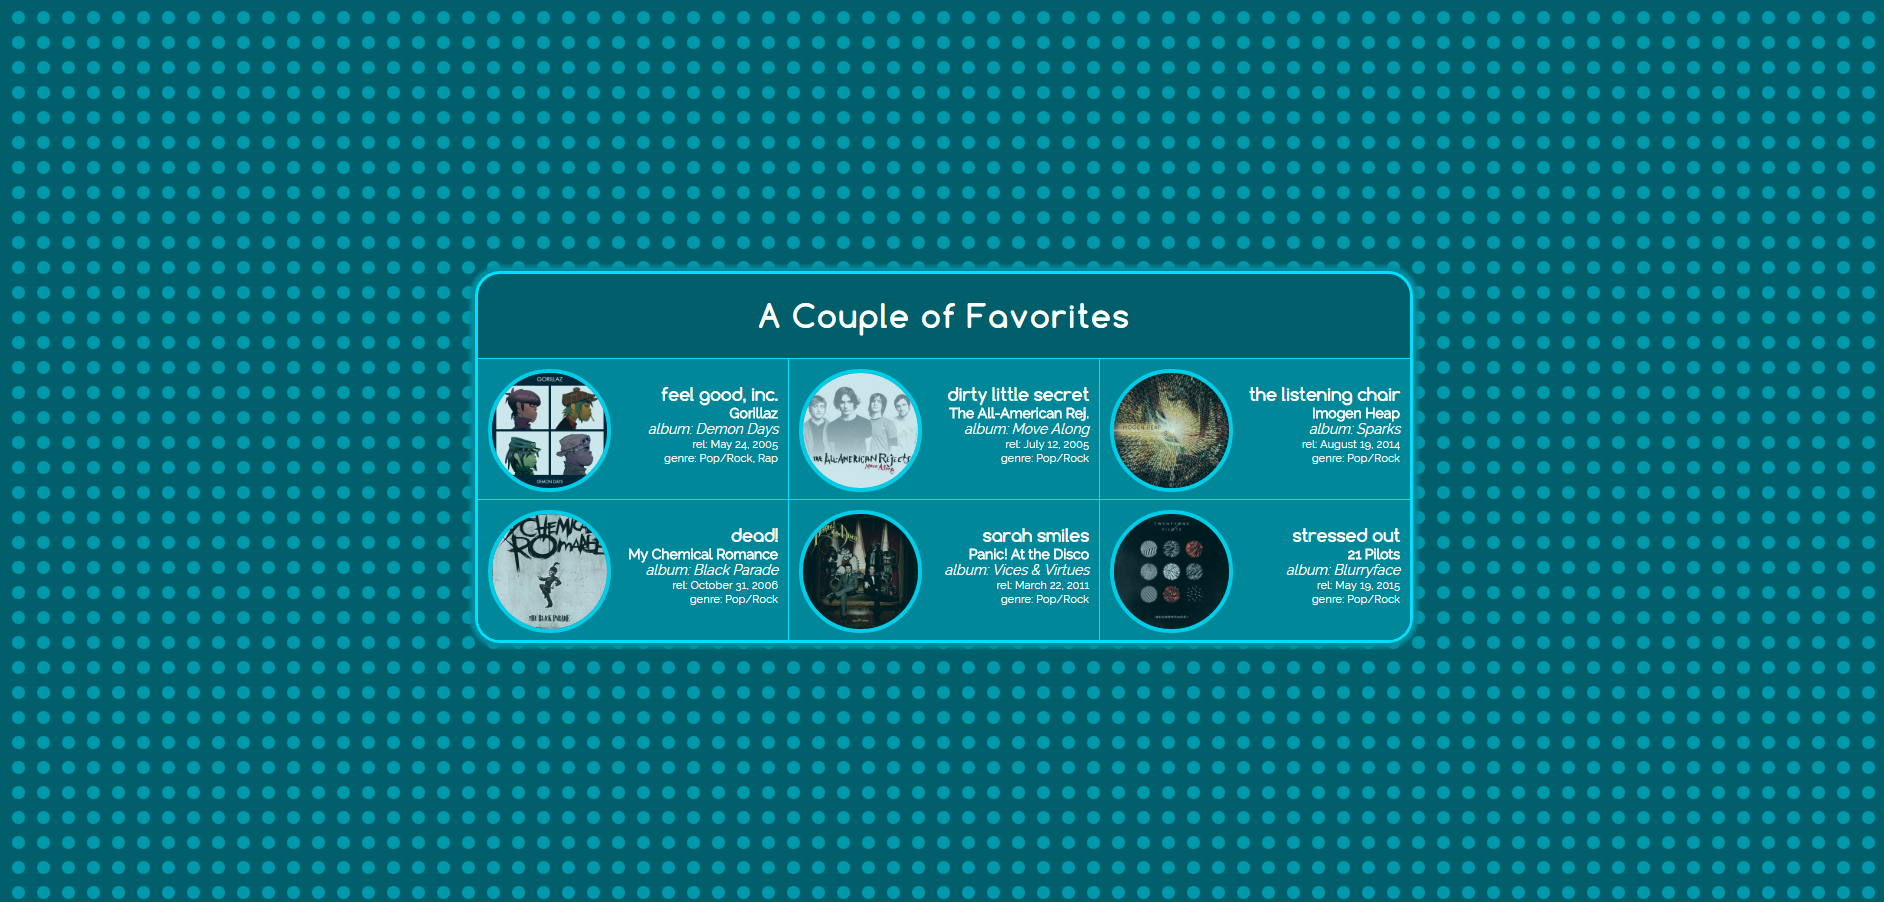 A Couple of Favorites
GORILLAZ
DEMON DAYS
feel good, inc.
Gorillaz
album: Demon Days
rel: May 24, 2005
genre: Pop/Rock, Rap
THE ALL-AMERICAN REJECTS
Move Along
dirty little secret
The All-American Rej.
album: Move Along
rel: July 12, 2005
genre: Pop/Rock
the listening chair
Imogen Heap
album: Sparks
rel: August 19, 2014
genre: Pop/Rock
CHEMICAL
ROMANCE
THE BLACK PARADE
dead!
My Chemical Romance
album: Black Parade
rel: October 31, 2006
genre: Pop/Rock
sarah smiles
Panic! At the Disco
album: Vices & Virtues
rel: March 22, 2011
genre: Pop/Rock
TWENTY ONE
PILOTS
BLURRYFACE
stressed out
21 Pilots
album: Blurryface
rel: May 19, 2015
genre: Pop/Rock